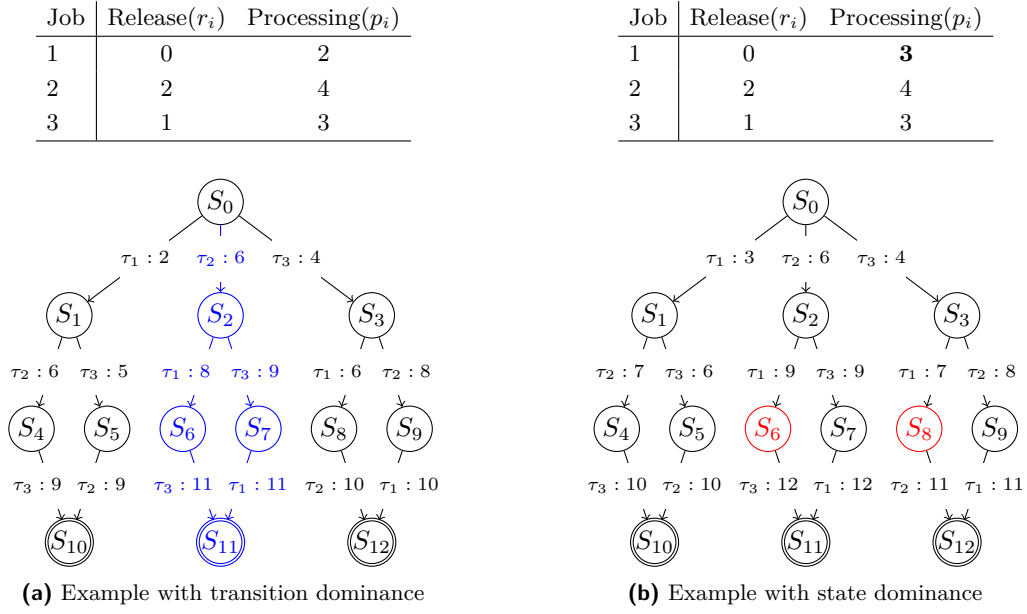 Job Release(rᵢ) Processing(pᵢ)
1 0 2
2 2 4
3 1 3
S₀
τ₁ : 2 τ₂ : 6 τ₃ : 4
S₁ S₂ S₃
τ₂ : 6 τ₃ : 5 τ₁ : 8 τ₃ : 9 τ₁ : 6 τ₂ : 8
S₄ S₅ S₆ S₇ S₈ S₉
τ₃ : 9 τ₂ : 9 τ₃ : 11 τ₁ : 11 τ₂ : 10 τ₁ : 10
S₁₀ S₁₁ S₁₂
(a) Example with transition dominance
Job Release(rᵢ) Processing(pᵢ)
1 0 3
2 2 4
3 1 3
S₀
τ₁ : 3 τ₂ : 6 τ₃ : 4
S₁ S₂ S₃
τ₂ : 7 τ₃ : 6 τ₁ : 9 τ₃ : 9 τ₁ : 7 τ₂ : 8
S₄ S₅ S₆ S₇ S₈ S₉
τ₃ : 10 τ₂ : 10 τ₃ : 12 τ₁ : 12 τ₂ : 11 τ₁ : 11
S₁₀ S₁₁ S₁₂
(b) Example with state dominance